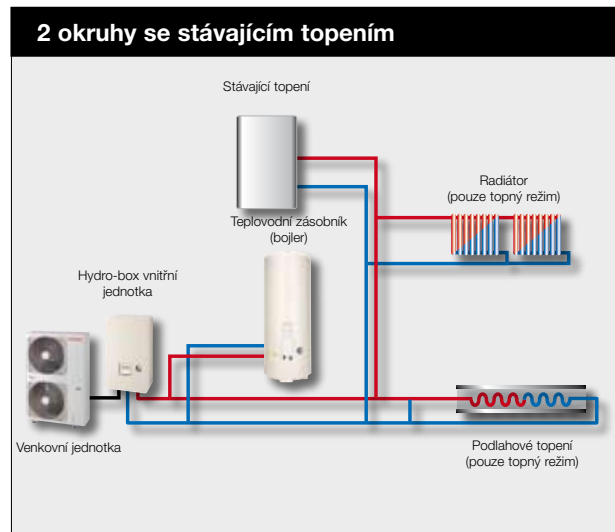 2 okruhy se stávajícím topením
Stávající topení
Radiátor
(pouze topný režim)
Teplovodní zásobník
(bojler)
Hydro-box vnitřní
jednotka
Venkovní jednotka
Podlahové topení
(pouze topný režim)